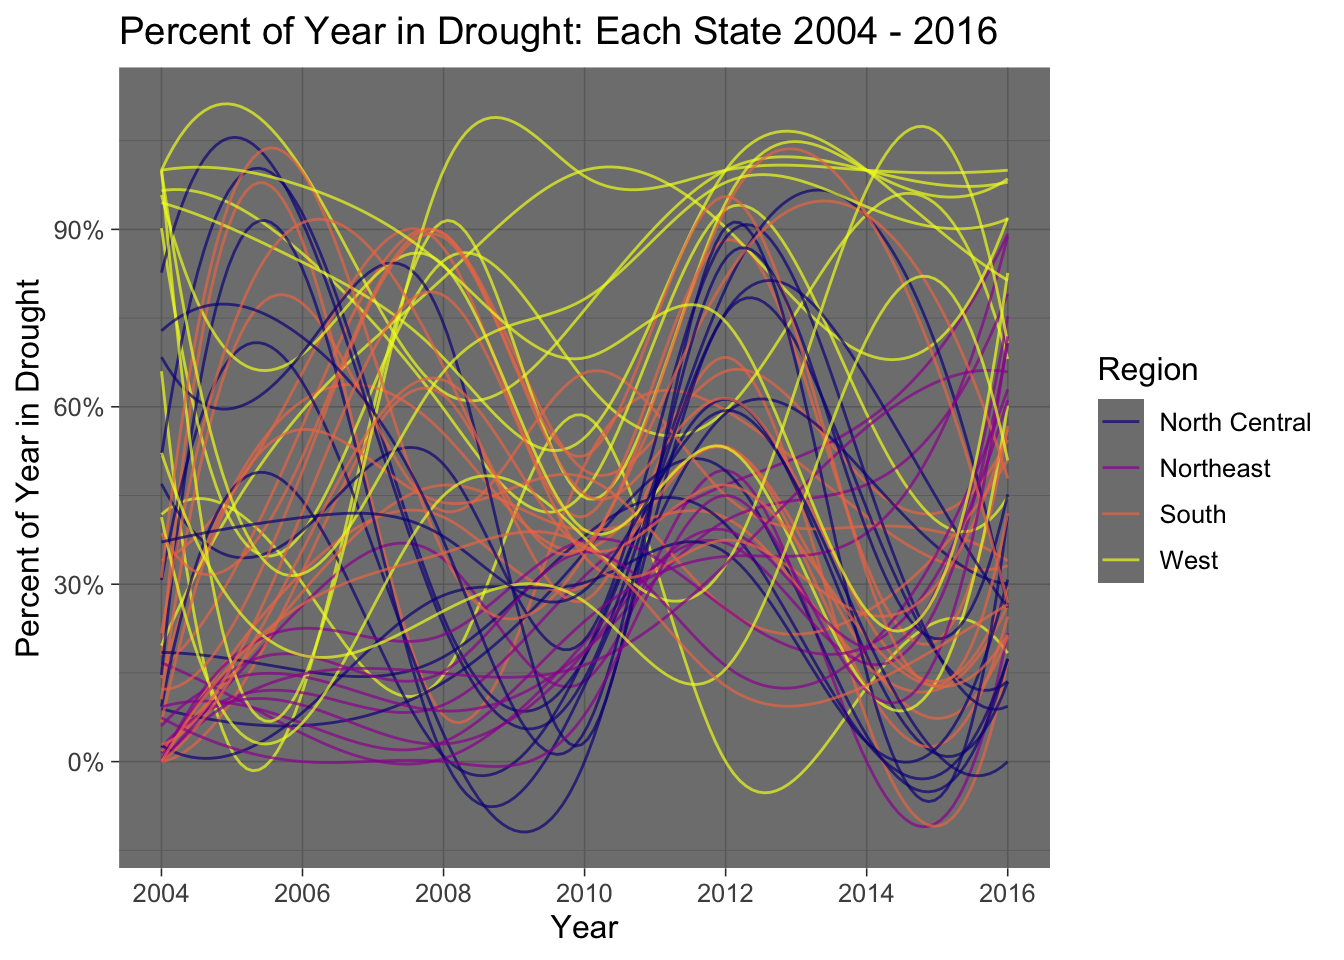 Percent of Year in Drought: Each State 2004 - 2016
Percent of Year in Drought
90%
60%
30%
0%
2004 2006 2008 2010 2012 2014 2016
Year
Region
North Central
Northeast
South
West